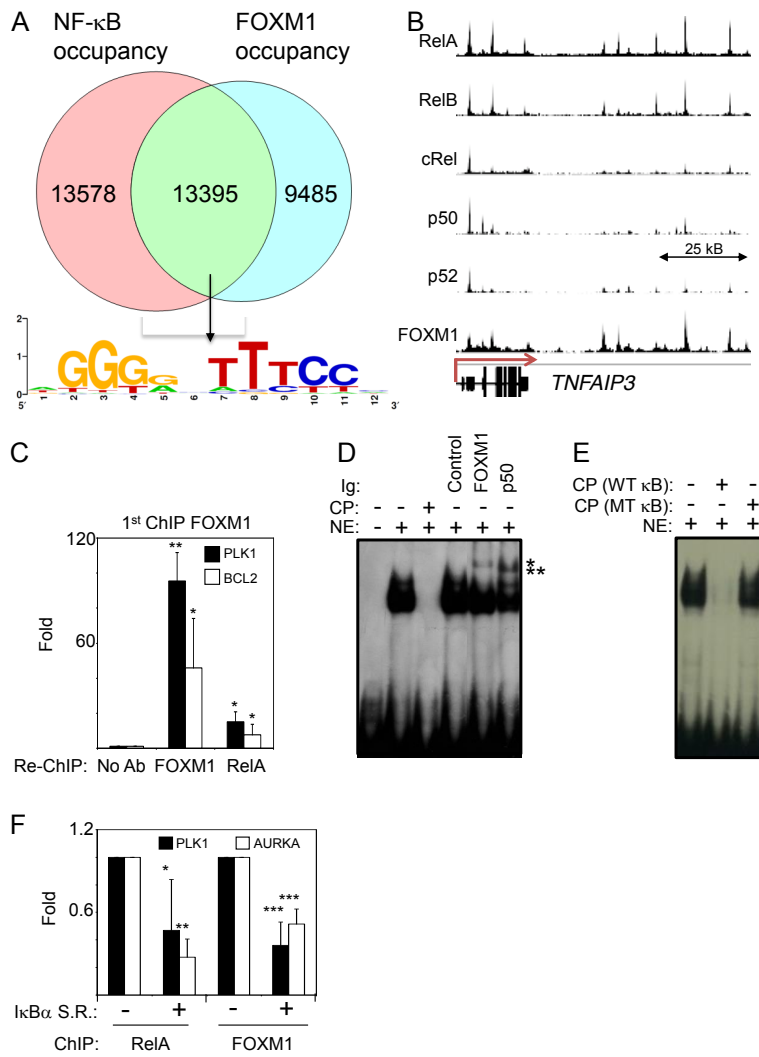 A
NF-κB
occupancy
FOXM1
occupancy
13578
13395
9485
2
1
0
GGGG TTTCC
5′
1 2 3 4 5 6 7 8 9 10 11 12
3′
B
RelA
RelB
cRel
p50
25 kB
p52
FOXM1
TNFAIP3
C
1st ChIP FOXM1
120
60
Fold
PLK1
BCL2
**
*
*
*
Re-ChIP: No Ab FOXM1 RelA
D
Ig: Control FOXM1 p50
CP: - - + - - -
NE: - + + + + +
*
**
E
CP (WT κB): - + -
CP (MT κB): - - +
NE: + + +
F
1.2
0.6
Fold
PLK1
AURKA
*
**
***
***
IκBα S.R.: - + - +
ChIP: RelA FOXM1